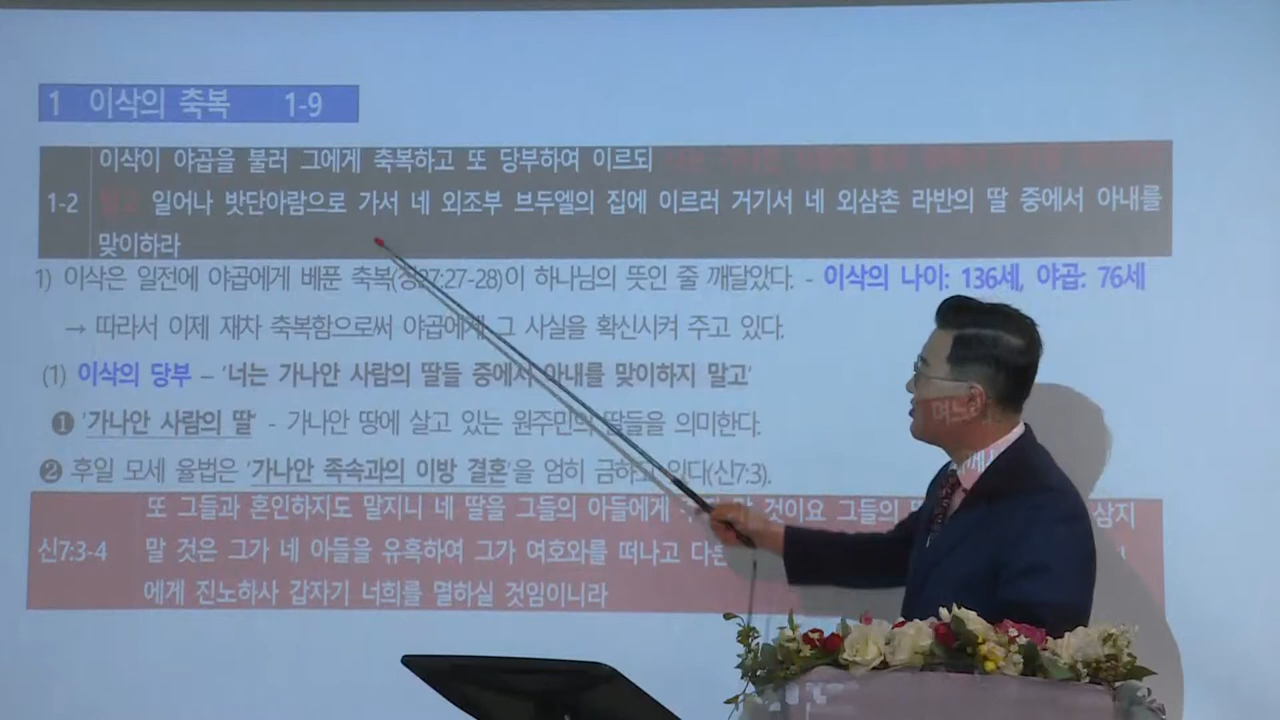 1 이삭의 축복 1-9
이삭이 야곱을 불러 그에게 축복하고 또 당부하여 이르되
1-2 일어나 밧단아람으로 가서 네 외조부 브두엘의 집에 이르러 거기서 네 외삼촌 라반의 딸 중에서 아내를
맞이하라
1) 이삭은 일전에 야곱에게 베푼 축복(창27:27-28)이 하나님의 뜻인 줄 깨달았다. - 이삭의 나이: 136세, 야곱: 76세
→ 따라서 이제 재차 축복함으로써 야곱에게 그 사실을 확신시켜 주고 있다.
(1) 이삭의 당부 – '너는 가나안 사람의 딸들 중에서 아내를 맞이하지 말고'
❶ '가나안 사람의 딸' - 가나안 땅에 살고 있는 원주민의 딸들을 의미한다.
❷ 후일 모세 율법은 '가나안 족속과의 이방 결혼'을 엄히 금하고 있다(신7:3).
또 그들과 혼인하지도 말지니 네 딸을 그들의 아들에게 것이요 그들의 삼지
신7:3-4 말 것은 그가 네 아들을 유혹하여 그가 여호와를 떠나고
에게 진노하사 갑자기 너희를 멸하실 것임이니라